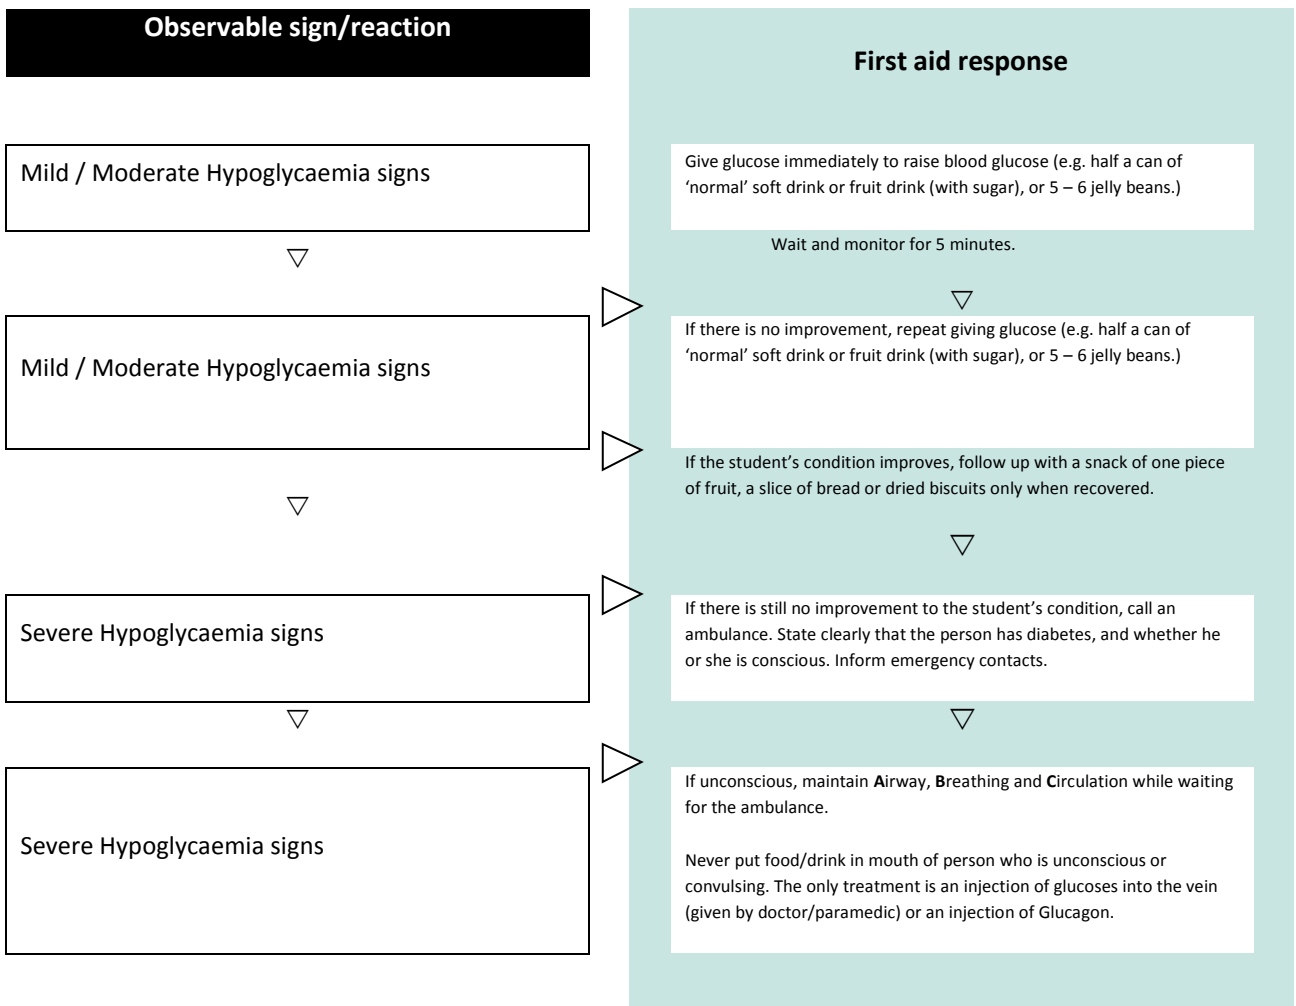 Observable sign/reaction
First aid response
Mild / Moderate Hypoglycaemia signs
Give glucose immediately to raise blood glucose (e.g. half a can of
‘normal’ soft drink or fruit drink (with sugar), or 5 – 6 jelly beans.)
Wait and monitor for 5 minutes.
Mild / Moderate Hypoglycaemia signs
If there is no improvement, repeat giving glucose (e.g. half a can of
‘normal’ soft drink or fruit drink (with sugar), or 5 – 6 jelly beans.)
If the student’s condition improves, follow up with a snack of one piece
of fruit, a slice of bread or dried biscuits only when recovered.
Severe Hypoglycaemia signs
If there is still no improvement to the student’s condition, call an
ambulance. State clearly that the person has diabetes, and whether he
or she is conscious. Inform emergency contacts.
Severe Hypoglycaemia signs
If unconscious, maintain Airway, Breathing and Circulation while waiting
for the ambulance.
Never put food/drink in mouth of person who is unconscious or
convulsing. The only treatment is an injection of glucoses into the vein
(given by doctor/paramedic) or an injection of Glucagon.